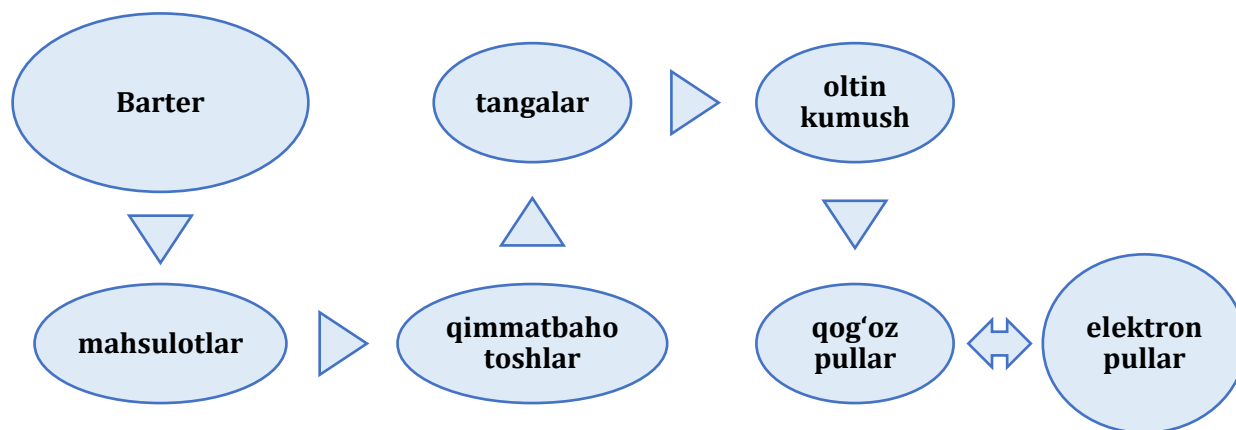 Barter
mahsulotlar
qimmatbaho
toshlar
tangalar
oltin
kumush
qog‘oz
pullar
elektron
pullar